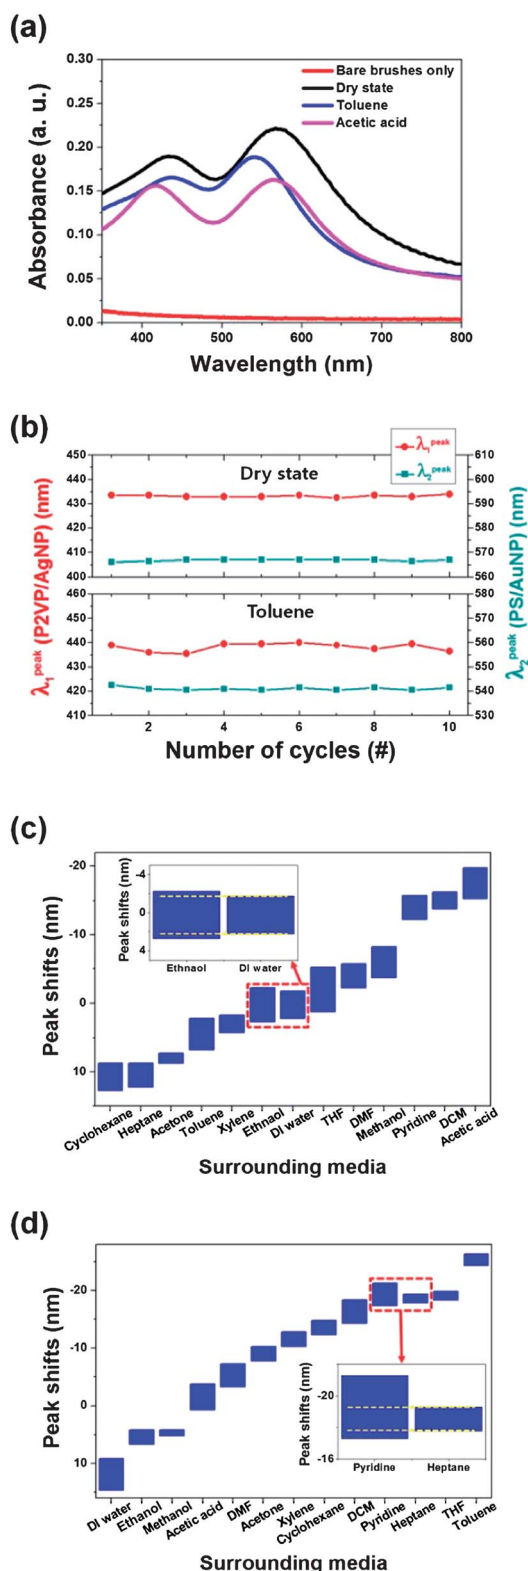 (a)
Bare brushes only
Dry state
Toluene
Acetic acid
0.30
0.25
0.20
0.15
0.10
0.05
0.00
Absorbance (a. u.)
400 500 600 700 800
Wavelength (nm)
(b)
λ₁ᵖᵉᵃᵏ
λ₂ᵖᵉᵃᵏ
Dry state
450
440
430
420
410
400
610
600
590
580
570
560
Toluene
460
450
440
430
420
410
580
570
560
550
540
530
λ₁ᵖᵉᵃᵏ (P2VP/AgNP) (nm)
λ₂ᵖᵉᵃᵏ (PS/AuNP) (nm)
2 4 6 8 10
Number of cycles (#)
(c)
-20
-10
0
10
Peak shifts (nm)
-4
0
4
Peak shifts (nm)
Ethnaol DI water
Cyclohexane Heptane Acetone Toluene Xylene Ethnaol DI water THF DMF Methanol Pyridine DCM Acetic acid
Surrounding media
(d)
-20
-10
0
10
Peak shifts (nm)
-20
-16
Peak shifts (nm)
Pyridine Heptane
DI water Ethanol Methanol Acetic acid DMF Acetone Xylene Cyclohexane DCM Pyridine Heptane THF Toluene
Surrounding media